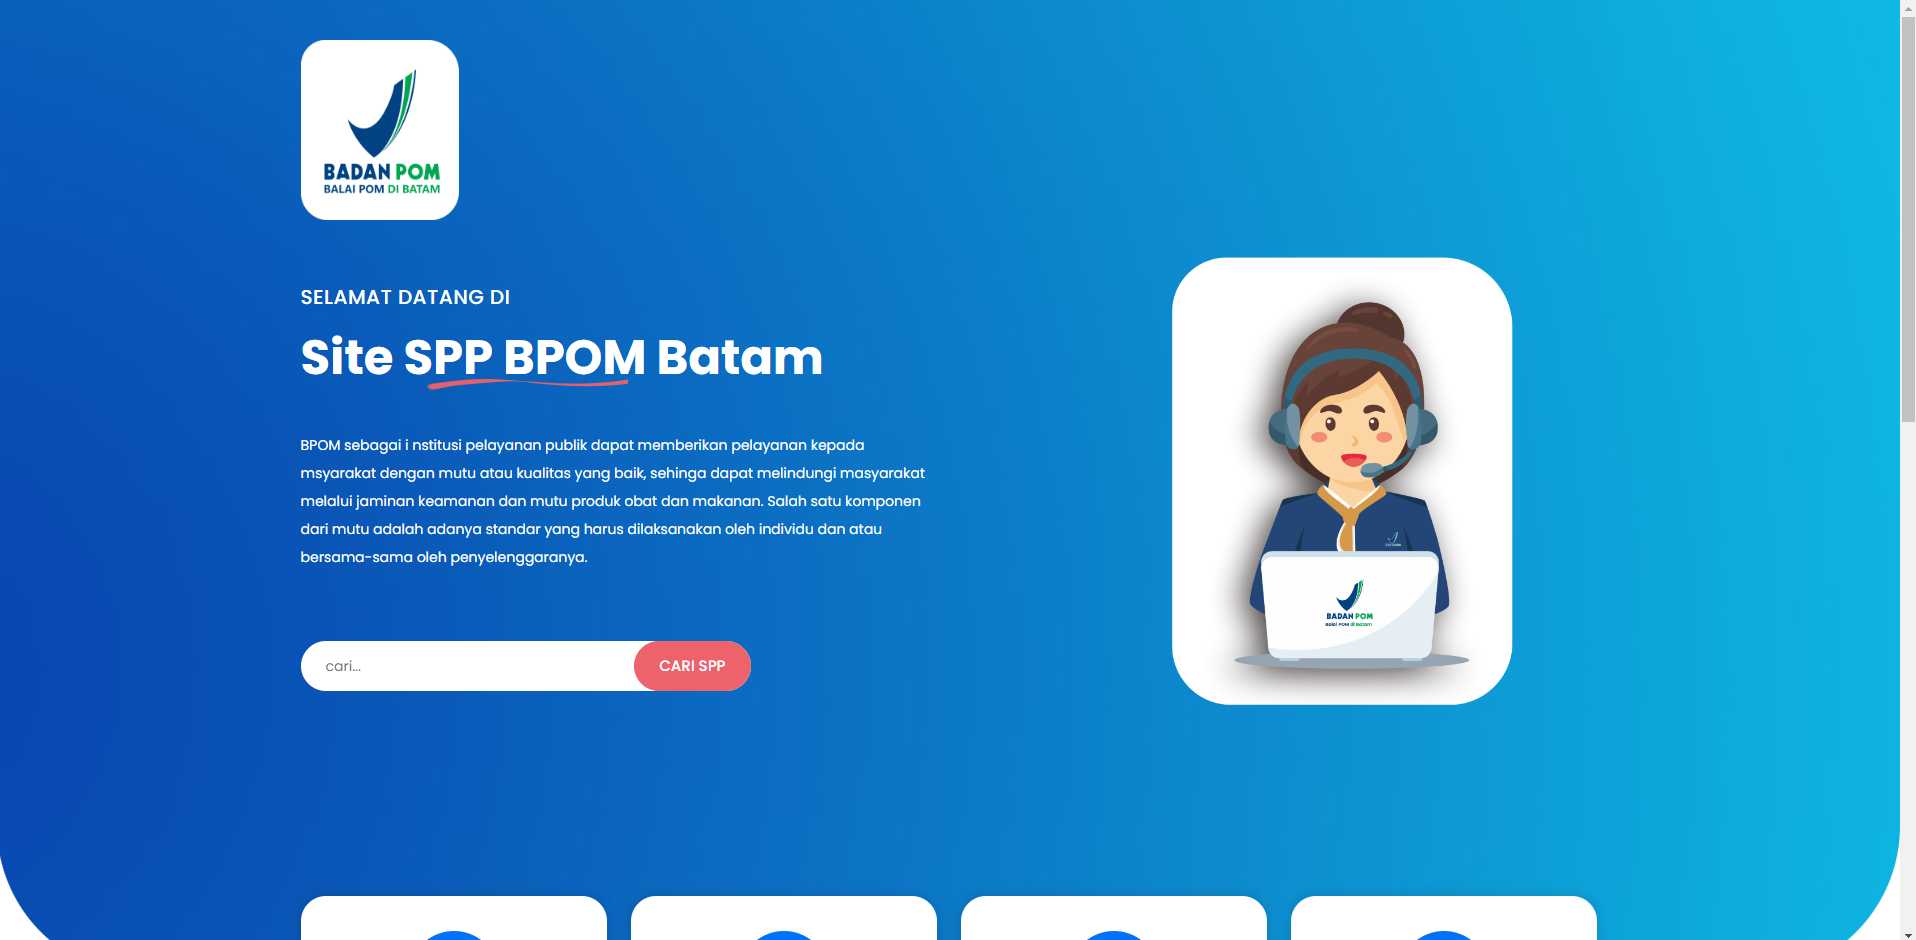 BADAN POM
BALAI POM DI BATAM
SELAMAT DATANG DI
Site SPP BPOM Batam
BPOM sebagai i nstitusi pelayanan publik dapat memberikan pelayanan kepada
msyarakat dengan mutu atau kualitas yang baik, sehinga dapat melindungi masyarakat
melalui jaminan keamanan dan mutu produk obat dan makanan. Salah satu komponen
dari mutu adalah adanya standar yang harus dilaksanakan oleh individu dan atau
bersama-sama oleh penyelenggaranya.
cari...
CARI SPP
BADAN POM
Balai POM di Batam